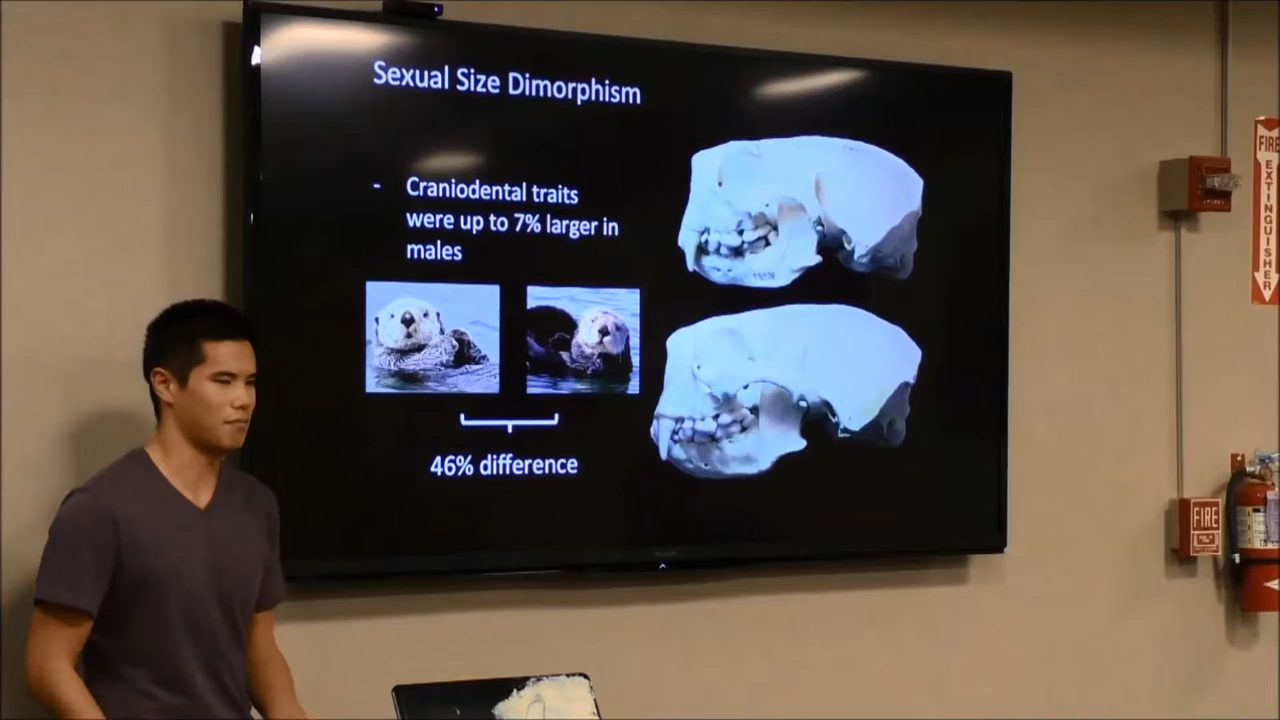 Sexual Size Dimorphism
- Craniodental traits
were up to 7% larger in
males
46% difference
FIRE
EXTINGUISHER
FIRE